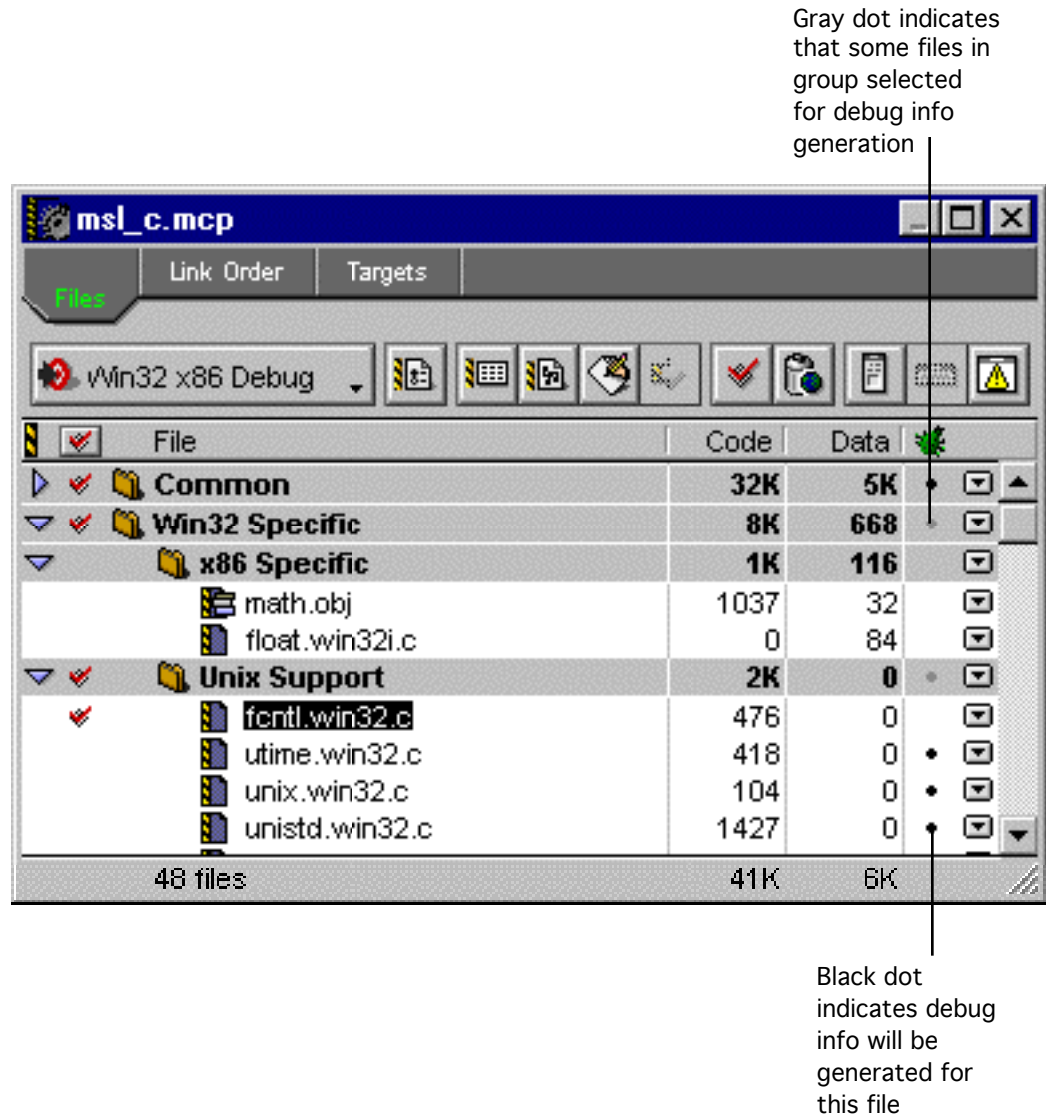 Gray dot indicates
that some files in
group selected
for debug info
generation
msl_c.mcp
Files Link Order Targets
Win32 x86 Debug
File Code Data
Common 32K 5K
Win32 Specific 8K 668
x86 Specific 1K 116
math.obj 1037 32
float.win32i.c 0 84
Unix Support 2K 0
fcntl.win32.c 476 0
utime.win32.c 418 0
unix.win32.c 104 0
unistd.win32.c 1427 0
48 files 41K 6K
Black dot
indicates debug
info will be
generated for
this file